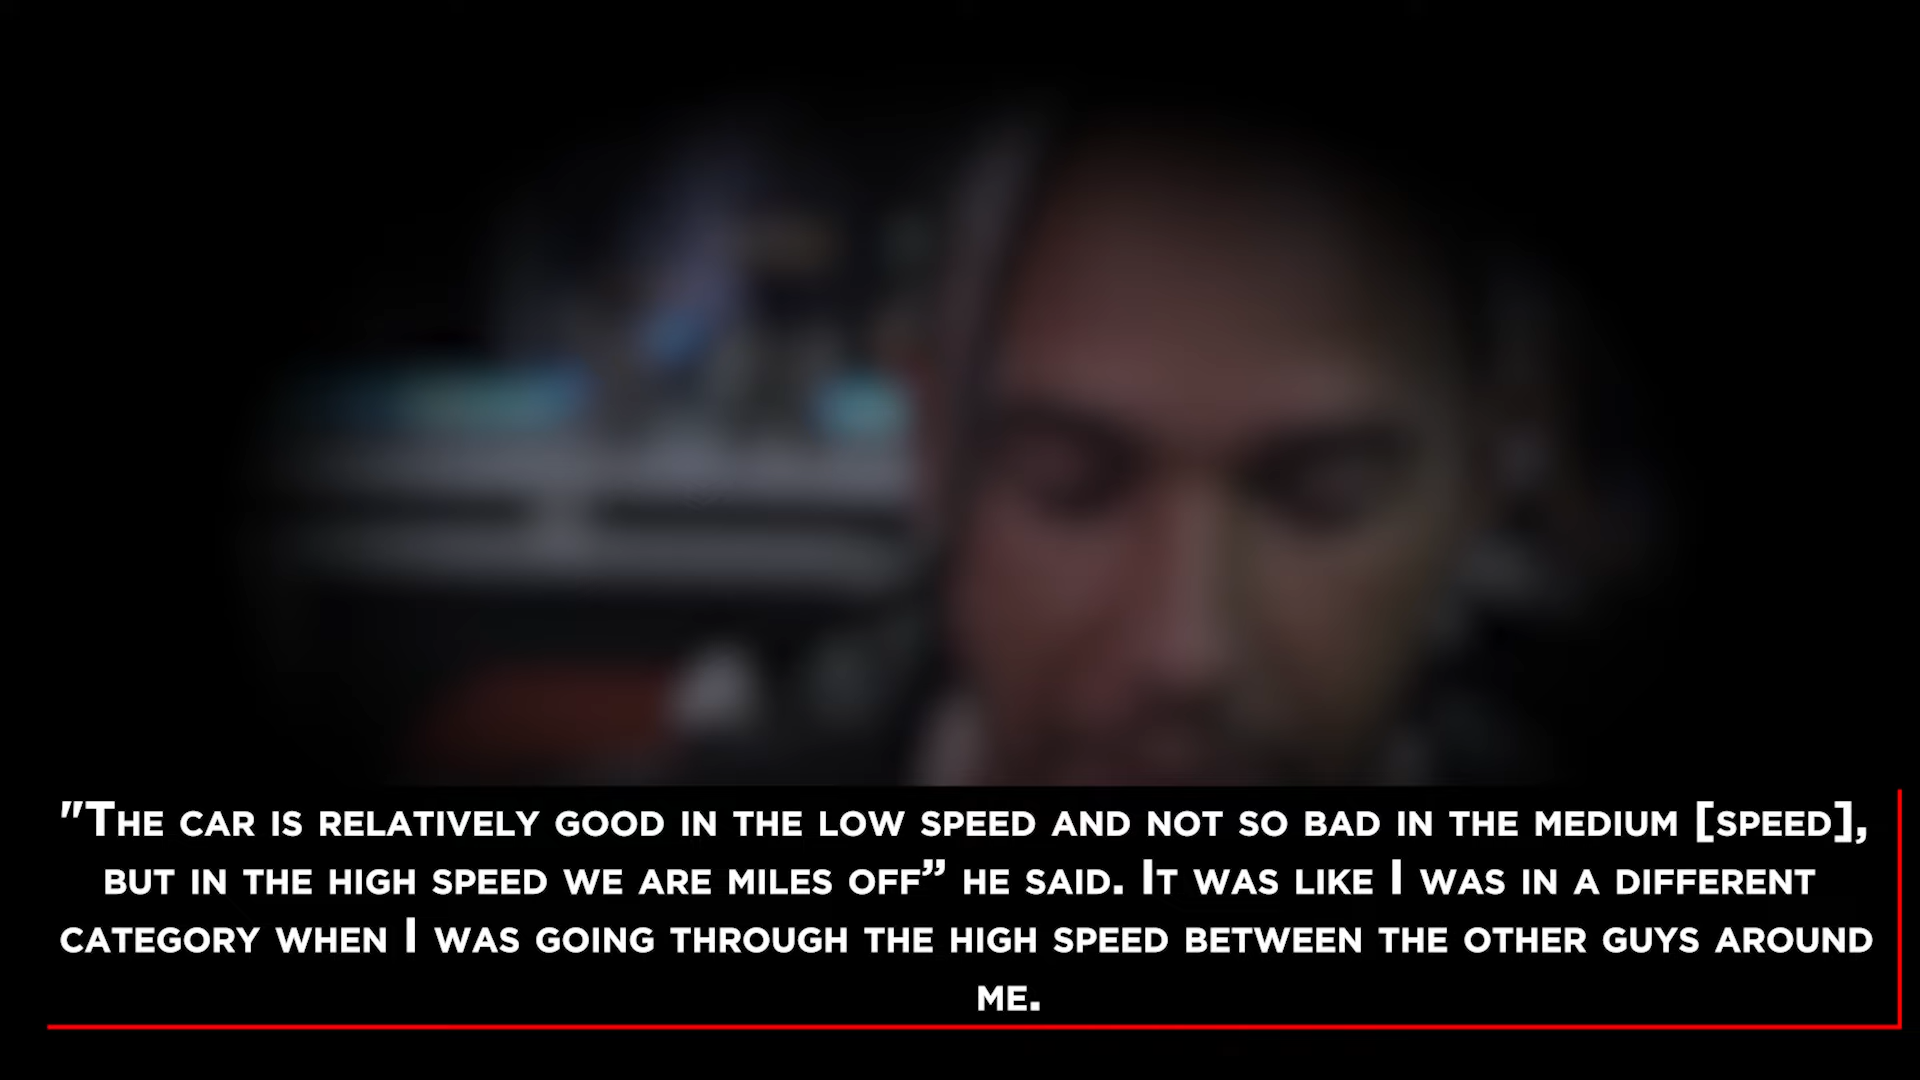 "The car is relatively good in the low speed and not so bad in the medium [speed],
but in the high speed we are miles off” he said. It was like I was in a different
category when I was going through the high speed between the other guys around
me.